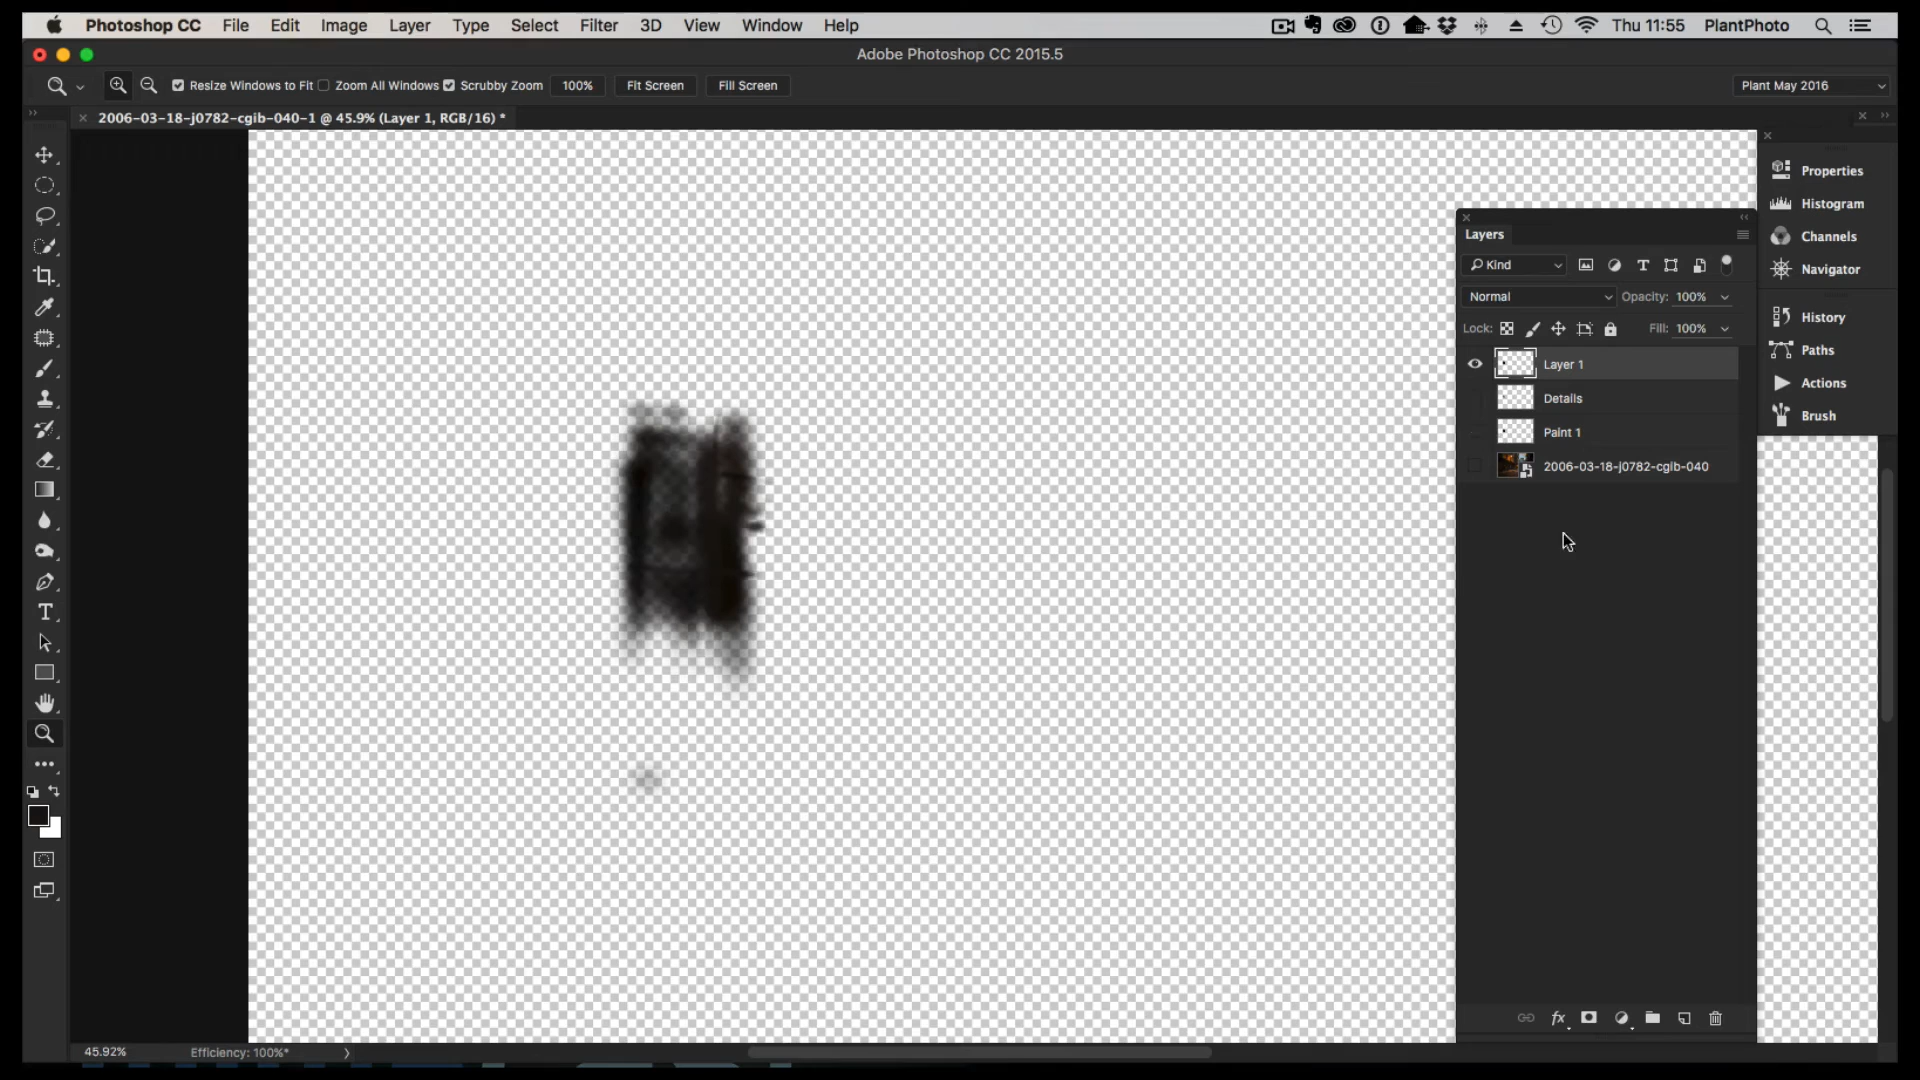 Photoshop CC File Edit Image Layer Type Select Filter 3D View Window Help Thu 11:55 PlantPhoto
Adobe Photoshop CC 2015.5
Resize Windows to Fit Zoom All Windows Scrubby Zoom 100% Fit Screen Fill Screen Plant May 2016
2006-03-18-j0782-cgib-040-1 @ 45.9% (Layer 1, RGB/16) *
Properties
Histogram
Channels
Navigator
History
Paths
Actions
Brush
Layers
Kind
Normal Opacity: 100%
Lock: Fill: 100%
Layer 1
Details
Paint 1
2006-03-18-j0782-cgib-040
fx
45.92% Efficiency: 100%*